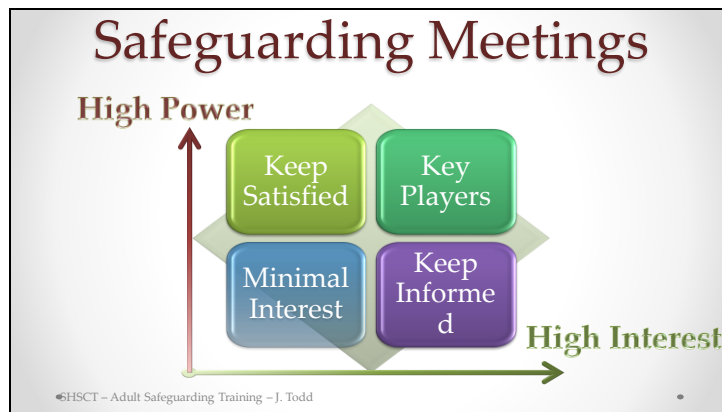 Safeguarding Meetings
High Power
Keep
Satisfied
Key
Players
Minimal
Interest
Keep
Informe
d
High Interest
SHSCT – Adult Safeguarding Training – J. Todd